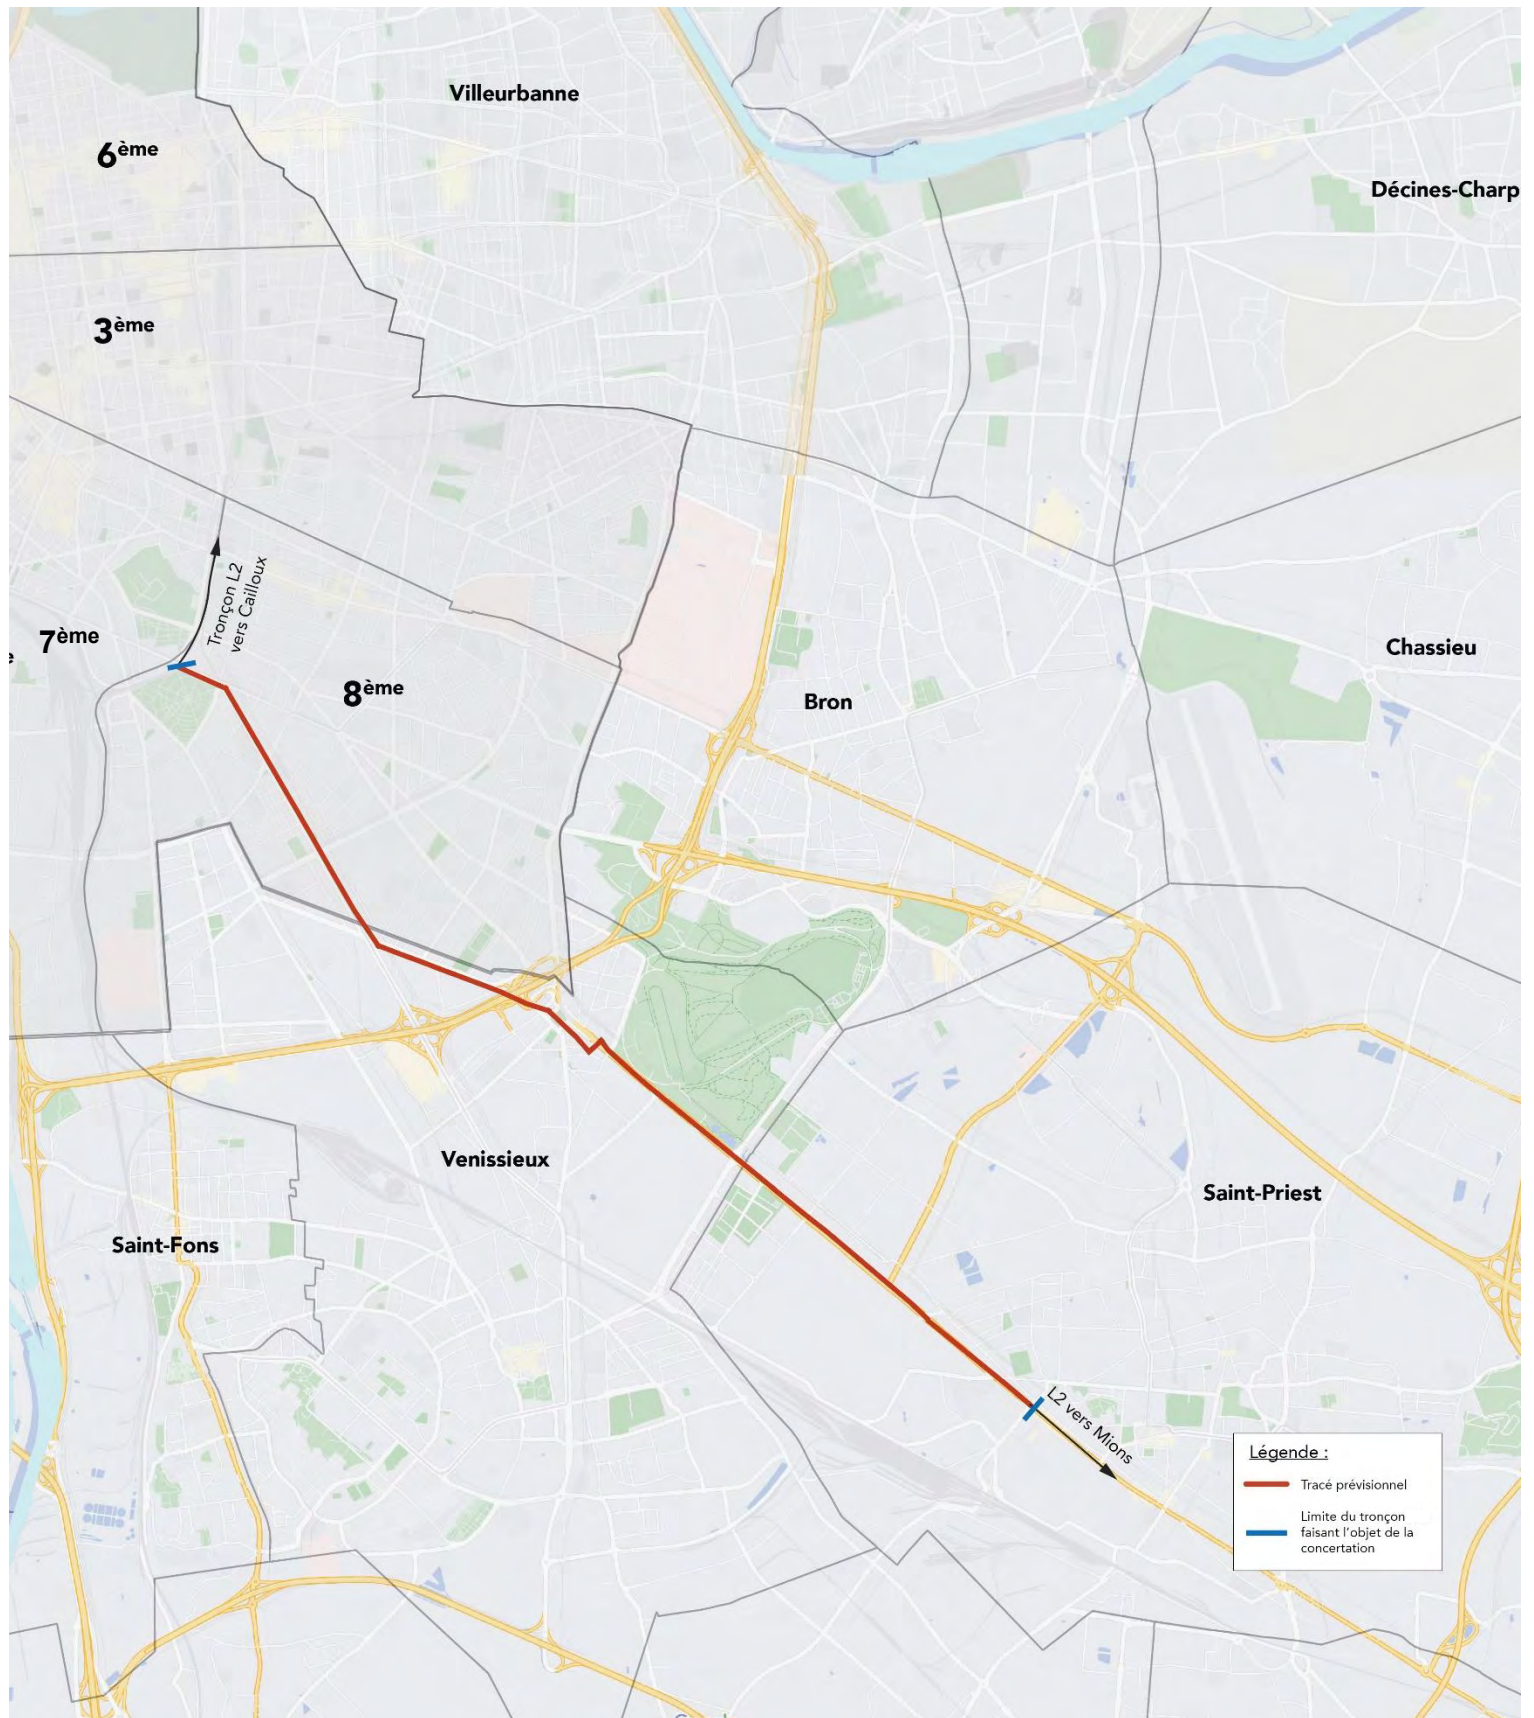 Villeurbanne
6ème
Décines-Charp
3ème
Tronçon L2
vers Cailloux
7ème
Chassieu
8ème
Bron
Venissieux
Saint-Priest
Saint-Fons
L2 vers Mions
Légende :
Tracé prévisionnel
Limite du tronçon
faisant l'objet de la
concertation